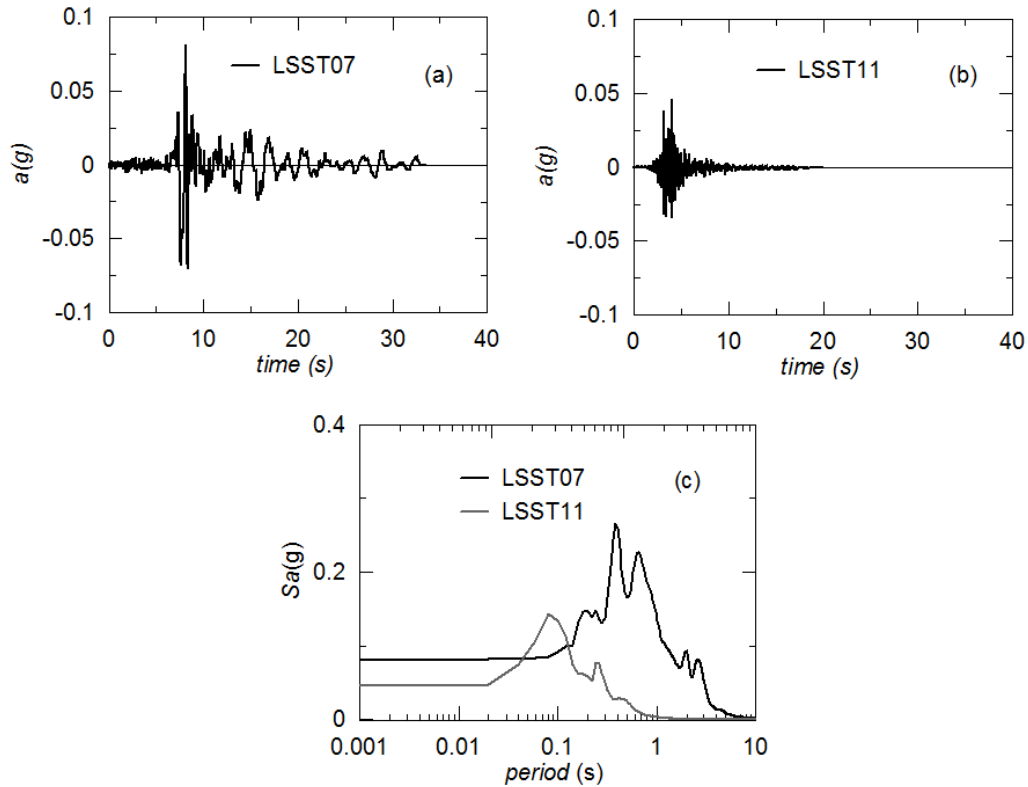 0.1
0.05
0
-0.05
-0.1
a(g)
LSST07
(a)
0 10 20 30 40
time (s)
0.1
0.05
0
-0.05
-0.1
a(g)
LSST11
(b)
0 10 20 30 40
time (s)
0.4
0.2
0
Sa(g)
LSST07
LSST11
(c)
0.001 0.01 0.1 1 10
period (s)